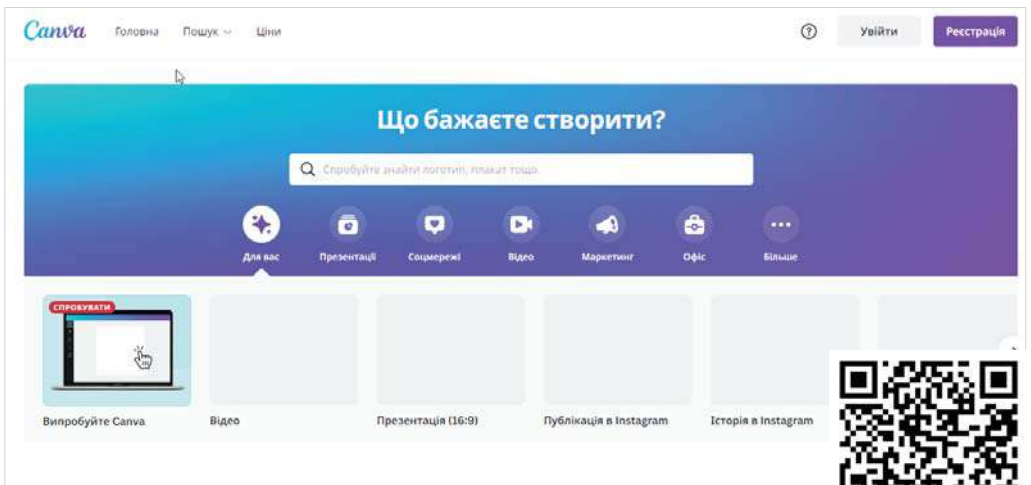 Canva Головна Пошук Ціни Увійти Реєстрація
Що бажаєте створити?
Спробуйте знайти логотип, плакат тощо.
Для вас Презентації Соцмережі Відео Маркетинг Офіс Більше
СПРОБУВАТИ
Випробуйте Canva Відео Презентація (16:9) Публікація в Instagram Історія в Instagram